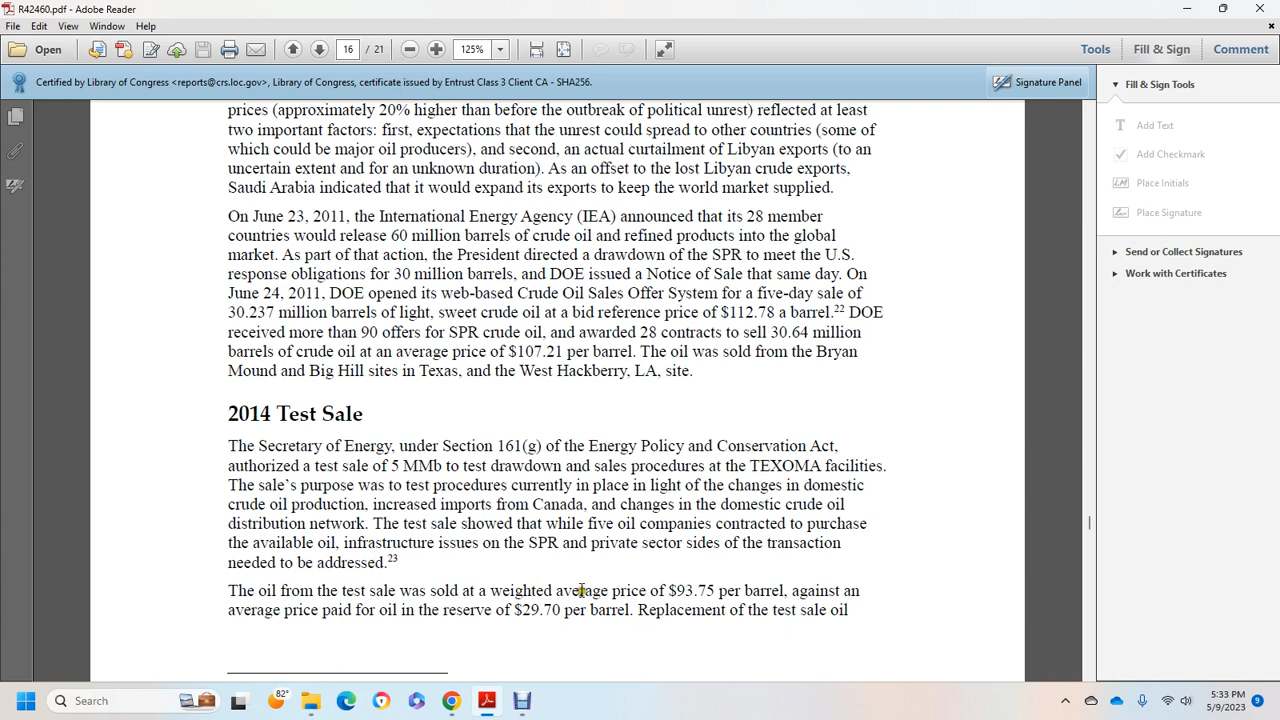 R42460.pdf - Adobe Reader
File Edit View Window Help
Open 16 / 21 125% Tools Fill & Sign Comment
Certified by Library of Congress <reports@crs.loc.gov>, Library of Congress, certificate issued by Entrust Class 3 Client CA - SHA256. Signature Panel
prices (approximately 20% higher than before the outbreak of political unrest) reflected at least
two important factors: first, expectations that the unrest could spread to other countries (some of
which could be major oil producers), and second, an actual curtailment of Libyan exports (to an
uncertain extent and for an unknown duration). As an offset to the lost Libyan crude exports,
Saudi Arabia indicated that it would expand its exports to keep the world market supplied.
On June 23, 2011, the International Energy Agency (IEA) announced that its 28 member
countries would release 60 million barrels of crude oil and refined products into the global
market. As part of that action, the President directed a drawdown of the SPR to meet the U.S.
response obligations for 30 million barrels, and DOE issued a Notice of Sale that same day. On
June 24, 2011, DOE opened its web-based Crude Oil Sales Offer System for a five-day sale of
30.237 million barrels of light, sweet crude oil at a bid reference price of $112.78 a barrel.22 DOE
received more than 90 offers for SPR crude oil, and awarded 28 contracts to sell 30.64 million
barrels of crude oil at an average price of $107.21 per barrel. The oil was sold from the Bryan
Mound and Big Hill sites in Texas, and the West Hackberry, LA, site.
2014 Test Sale
The Secretary of Energy, under Section 161(g) of the Energy Policy and Conservation Act,
authorized a test sale of 5 MMb to test drawdown and sales procedures at the TEXOMA facilities.
The sale's purpose was to test procedures currently in place in light of the changes in domestic
crude oil production, increased imports from Canada, and changes in the domestic crude oil
distribution network. The test sale showed that while five oil companies contracted to purchase
the available oil, infrastructure issues on the SPR and private sector sides of the transaction
needed to be addressed.23
The oil from the test sale was sold at a weighted average price of $93.75 per barrel, against an
average price paid for oil in the reserve of $29.70 per barrel. Replacement of the test sale oil
Fill & Sign Tools
T Add Text
Add Checkmark
LM Place Initials
Place Signature
Send or Collect Signatures
Work with Certificates
Search
82°
5:33 PM
5/9/2023
9